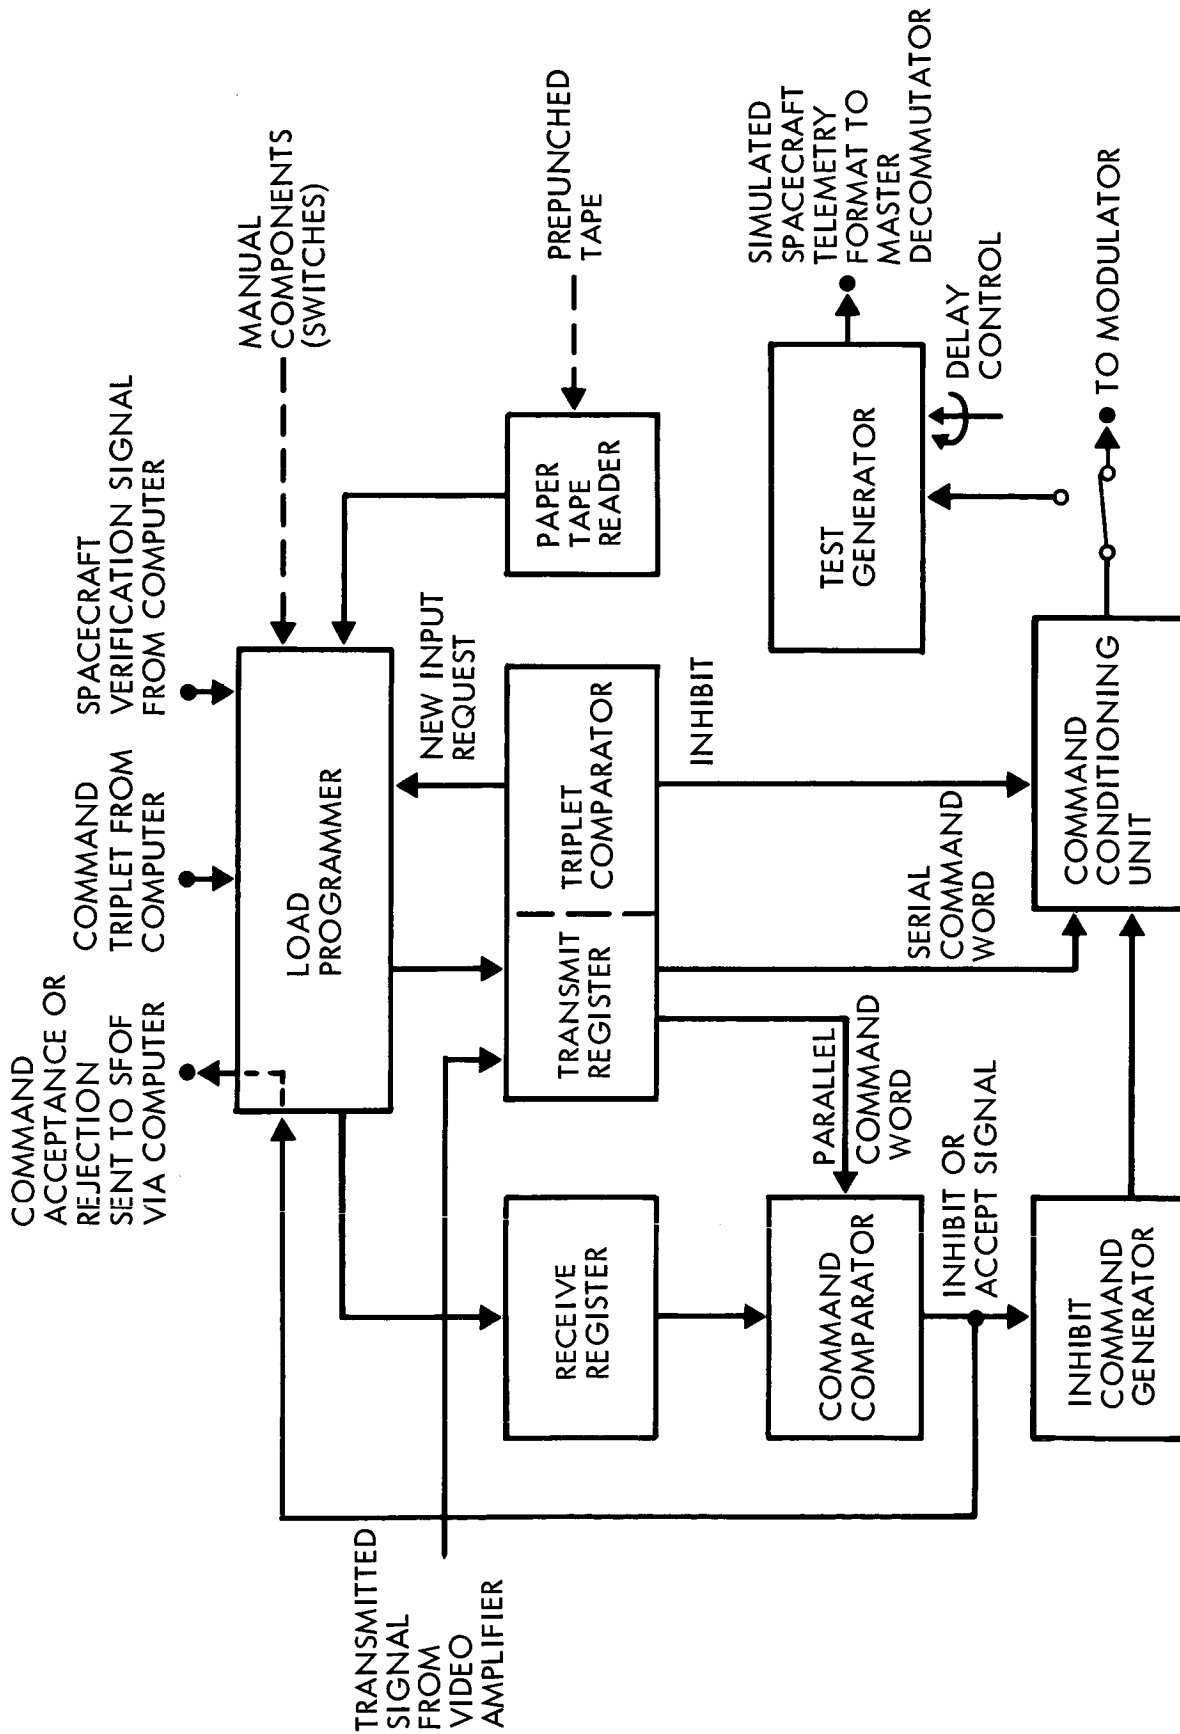 COMMAND
ACCEPTANCE OR
REJECTION
SENT TO SFOF
VIA COMPUTER
COMMAND
TRIPLET FROM
COMPUTER
SPACECRAFT
VERIFICATION SIGNAL
FROM COMPUTER
MANUAL
COMPONENTS
(SWITCHES)
LOAD
PROGRAMMER
TRANSMITTED
SIGNAL
FROM
VIDEO
AMPLIFIER
NEW INPUT
REQUEST
PREPUNCHED
TAPE
RECEIVE
REGISTER
TRANSMIT
REGISTER
TRIPLET
COMPARATOR
PAPER
TAPE
READER
PARALLEL
COMMAND
WORD
SERIAL
COMMAND
WORD
INHIBIT
SIMULATED
SPACECRAFT
TELEMETRY
FORMAT TO
MASTER
DECOMMUTATOR
COMMAND
COMPARATOR
TEST
GENERATOR
INHIBIT OR
ACCEPT SIGNAL
DELAY
CONTROL
INHIBIT
COMMAND
GENERATOR
COMMAND
CONDITIONING
UNIT
TO MODULATOR